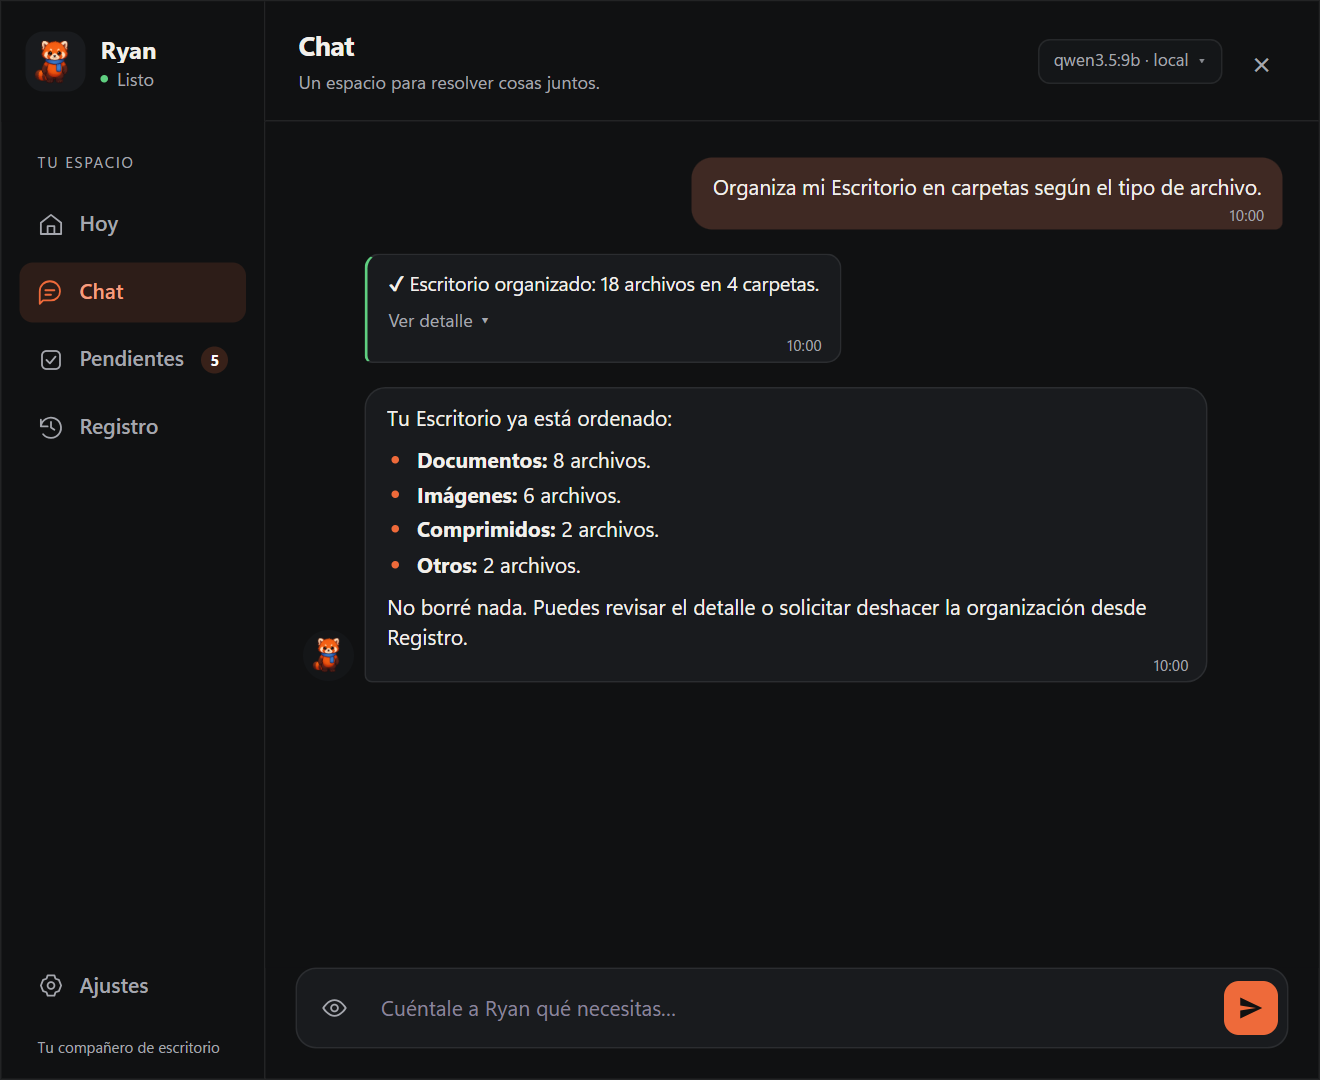 Ryan
Listo
TU ESPACIO
Hoy
Chat
Pendientes 5
Registro
Ajustes
Tu compañero de escritorio
Chat
Un espacio para resolver cosas juntos.
qwen3.5:9b · local
Organiza mi Escritorio en carpetas según el tipo de archivo.
10:00
✓ Escritorio organizado: 18 archivos en 4 carpetas.
Ver detalle
10:00
Tu Escritorio ya está ordenado:
• Documentos: 8 archivos.
• Imágenes: 6 archivos.
• Comprimidos: 2 archivos.
• Otros: 2 archivos.
No borré nada. Puedes revisar el detalle o solicitar deshacer la organización desde
Registro.
10:00
Cuéntale a Ryan qué necesitas...